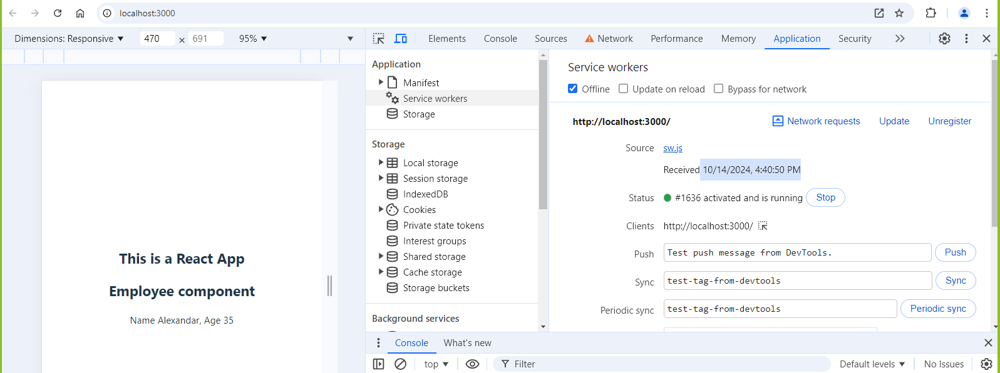 localhost:3000
Dimensions: Responsive ▼ 470 × 691 95% ▼ ▼
Elements Console Sources Network Performance Memory Application Security
Application
Manifest
Service workers
Storage
Storage
Local storage
Session storage
IndexedDB
Cookies
Private state tokens
Interest groups
Shared storage
Cache storage
Storage buckets
Background services
Service workers
Offline Update on reload Bypass for network
http://localhost:3000/ Network requests Update Unregister
Source sw.js
Received 10/14/2024, 4:40:50 PM
Status #1636 activated and is running Stop
Clients http://localhost:3000/
Push Test push message from DevTools. Push
Sync test-tag-from-devtools Sync
Periodic sync test-tag-from-devtools Periodic sync
This is a React App
Employee component
Name Alexandar, Age 35
Console What's new
top ▼ Filter Default levels ▼ No Issues